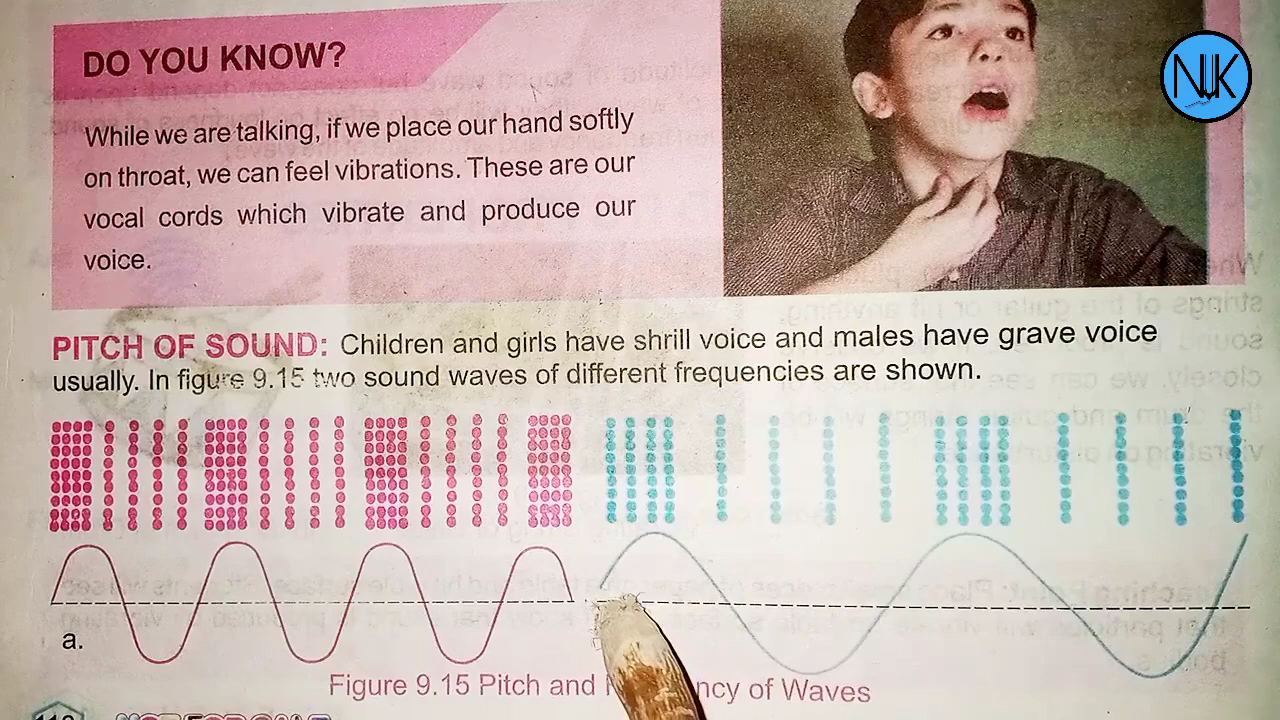 DO YOU KNOW?
NJK
While we are talking, if we place our hand softly
on throat, we can feel vibrations. These are our
vocal cords which vibrate and produce our
voice.
PITCH OF SOUND: Children and girls have shrill voice and males have grave voice
usually. In figure 9.15 two sound waves of different frequencies are shown.
a.
Figure 9.15 Pitch and ncy of Waves